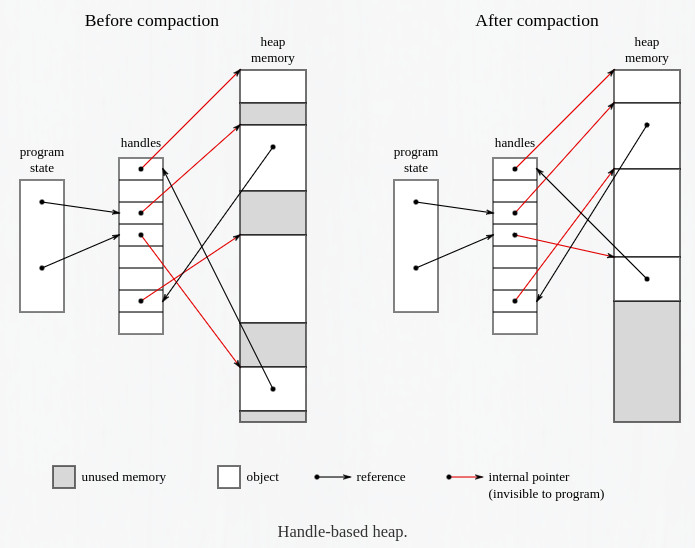 Before compaction
After compaction
heap
memory
heap
memory
handles
handles
program
state
program
state
unused memory
object
reference
internal pointer
(invisible to program)
Handle-based heap.